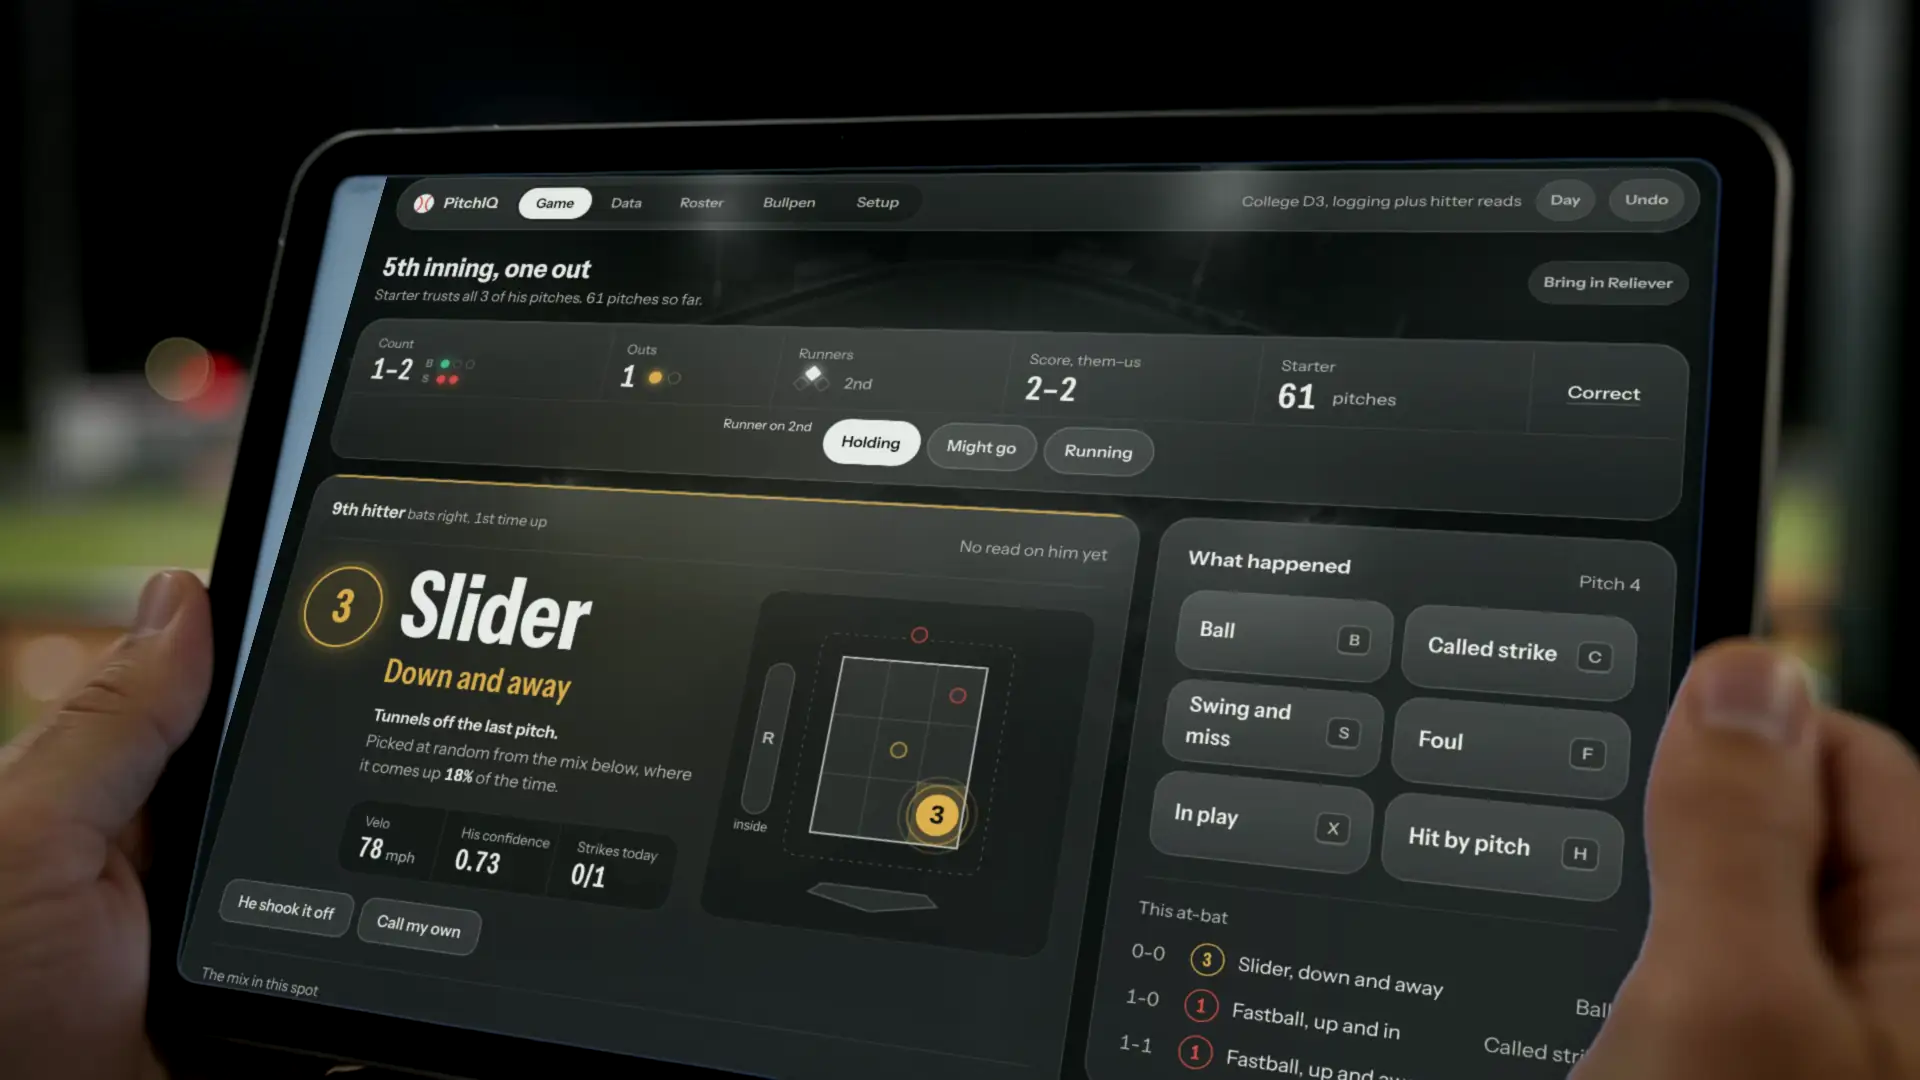 PitchIQ
Game
Data
Roster
Bullpen
Setup
College D3, logging plus hitter reads
Day
Undo
5th inning, one out
Starter trusts all 3 of his pitches. 61 pitches so far.
Bring in Reliever
Count
1-2
B
S
Outs
1
Runners
2nd
Score, them–us
2-2
Starter
61 pitches
Correct
Runner on 2nd
Holding
Might go
Running
9th hitter bats right. 1st time up
No read on him yet
3
Slider
Down and away
Tunnels off the last pitch.
Picked at random from the mix below, where
it comes up 18% of the time.
Velo
78 mph
His confidence
0.73
Strikes today
0/1
He shook it off
Call my own
R
inside
3
The mix in this spot
What happened
Pitch 4
Ball
B
Called strike
C
Swing and
miss
S
Foul
F
In play
X
Hit by pitch
H
This at-bat
0-0
3
Slider, down and away
Ball
1-0
1
Fastball, up and in
Called
1-1
1
Fastball, up and